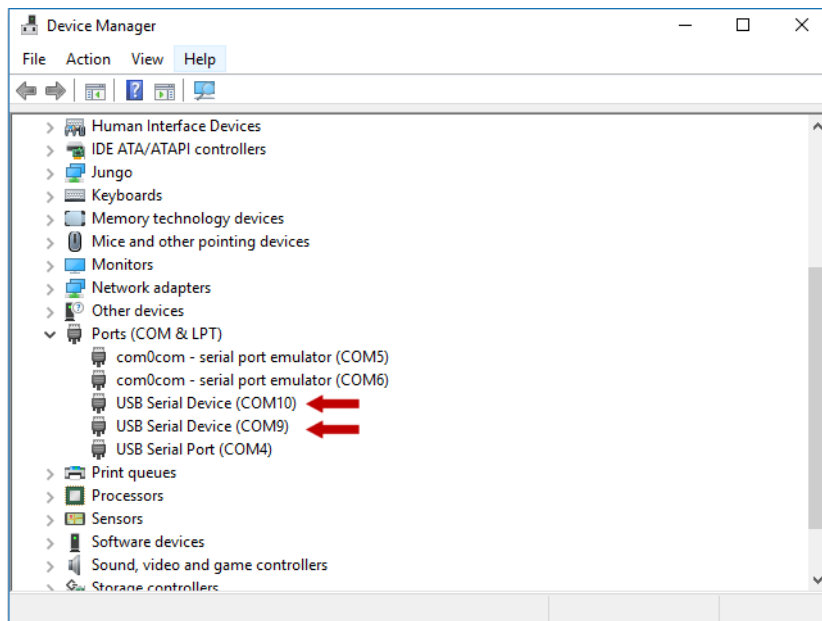 Device Manager
File Action View Help
Human Interface Devices
IDE ATA/ATAPI controllers
Jungo
Keyboards
Memory technology devices
Mice and other pointing devices
Monitors
Network adapters
Other devices
Ports (COM & LPT)
com0com - serial port emulator (COM5)
com0com - serial port emulator (COM6)
USB Serial Device (COM10)
USB Serial Device (COM9)
USB Serial Port (COM4)
Print queues
Processors
Sensors
Software devices
Sound, video and game controllers
Storage controllers